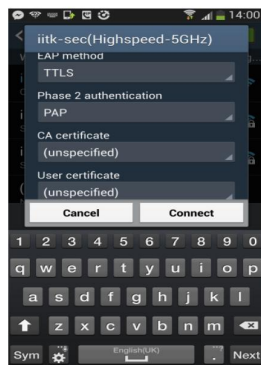 14:00
iitk-sec(Highspeed-5GHz)
EAP method
TTLS
Phase 2 authentication
PAP
CA certificate
(unspecified)
User certificate
(unspecified)
Cancel Connect
1 2 3 4 5 6 7 8 9 0
q w e r t y u i o p
a s d f g h j k l
z x c v b n m
Sym English(UK) . Next